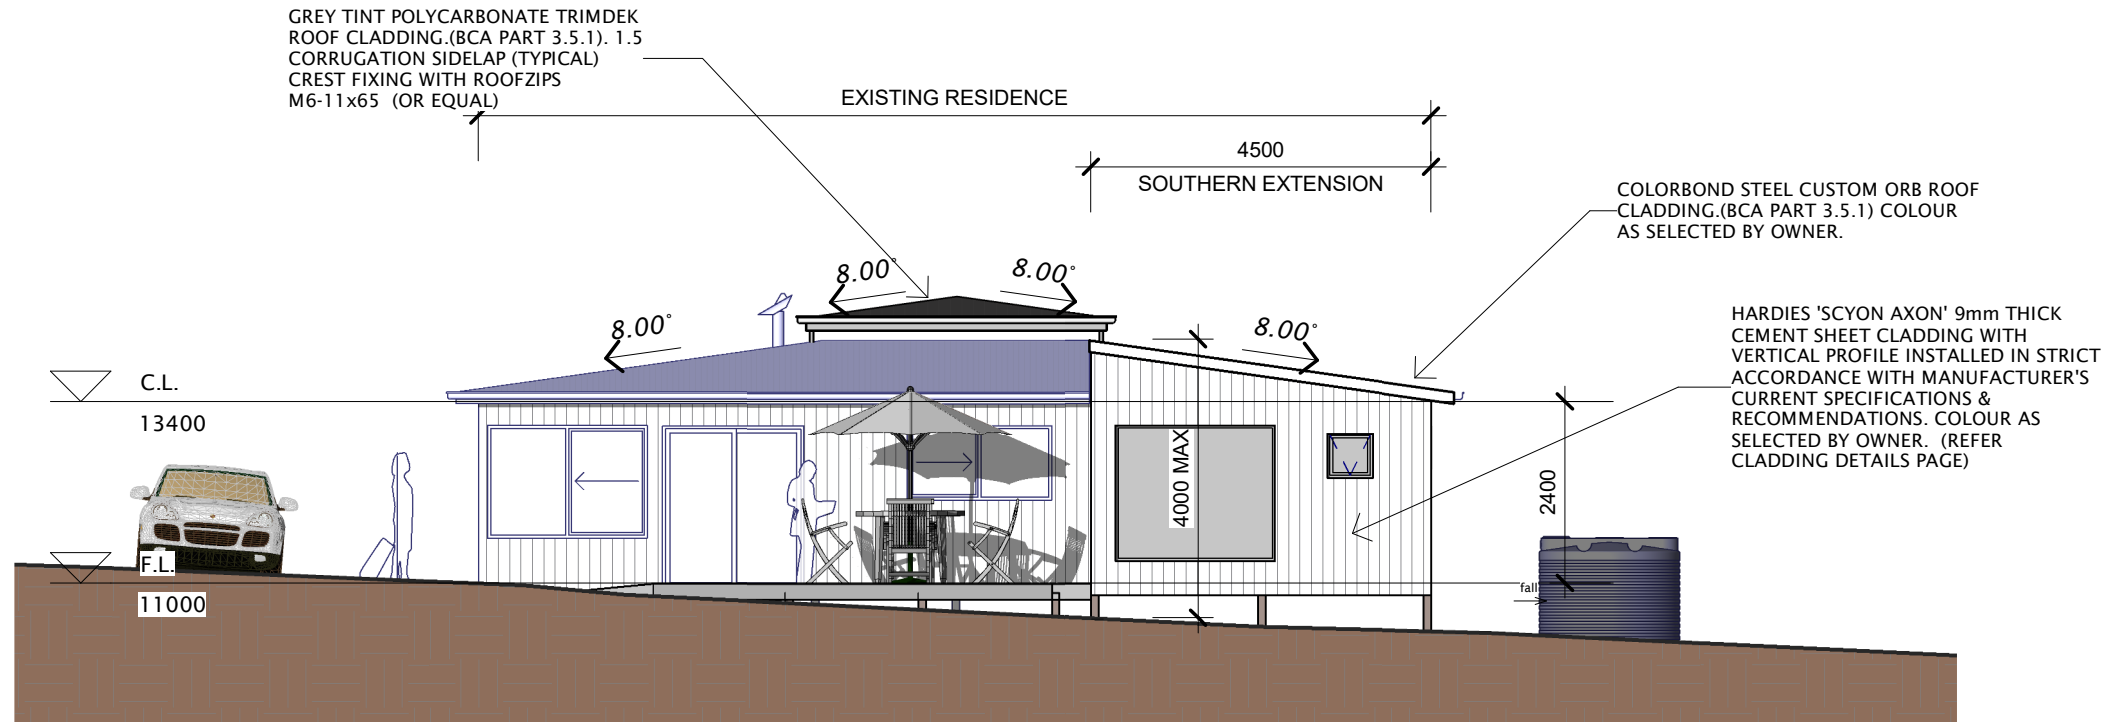 GREY TINT POLYCARBONATE TRIMDEK
ROOF CLADDING.(BCA PART 3.5.1). 1.5
CORRUGATION SIDELAP (TYPICAL)
CREST FIXING WITH ROOFZIPS
M6-11x65 (OR EQUAL)
EXISTING RESIDENCE
4500
SOUTHERN EXTENSION
COLORBOND STEEL CUSTOM ORB ROOF
CLADDING.(BCA PART 3.5.1) COLOUR
AS SELECTED BY OWNER.
8.00°
8.00°
8.00°
8.00°
HARDIES 'SCYON AXON' 9mm THICK
CEMENT SHEET CLADDING WITH
VERTICAL PROFILE INSTALLED IN STRICT
ACCORDANCE WITH MANUFACTURER'S
CURRENT SPECIFICATIONS &
RECOMMENDATIONS. COLOUR AS
SELECTED BY OWNER. (REFER
CLADDING DETAILS PAGE)
C.L.
13400
4000 MAX
2400
F.L.
11000
fall